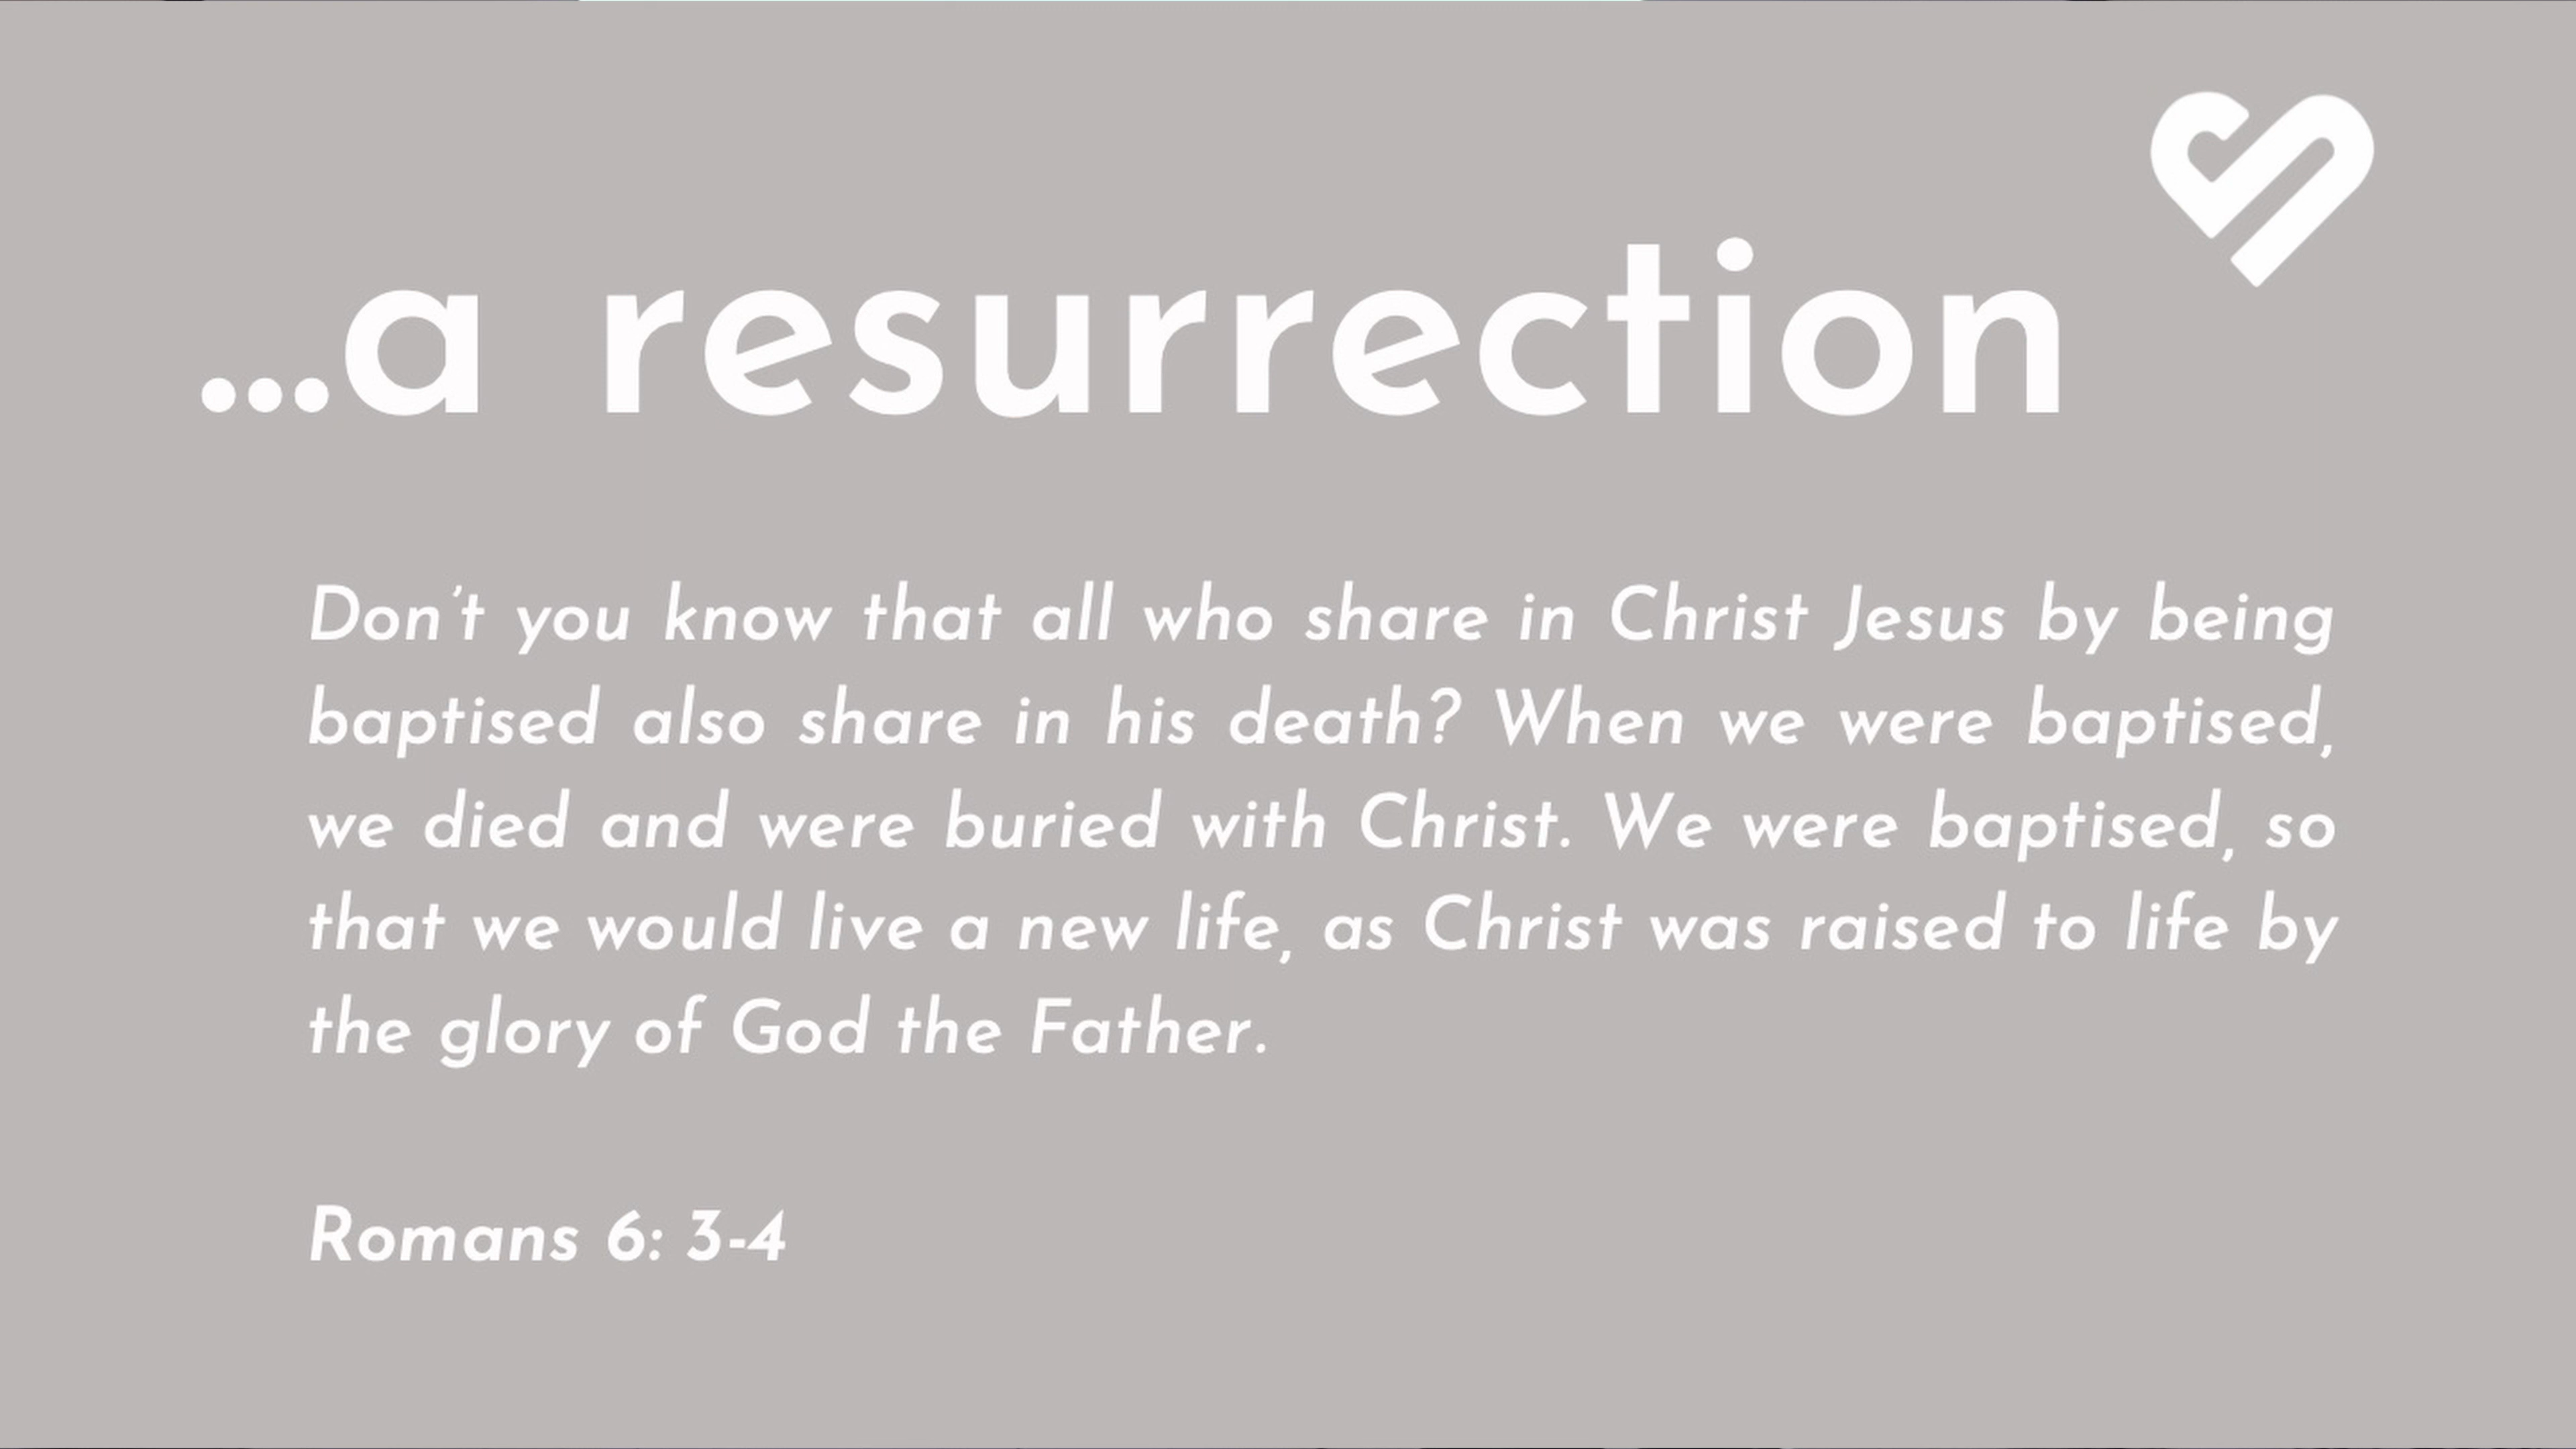 ...a resurrection
Don't you know that all who share in Christ Jesus by being
baptised also share in his death? When we were baptised,
we died and were buried with Christ. We were baptised, so
that we would live a new life, as Christ was raised to life by
the glory of God the Father.
Romans 6: 3-4